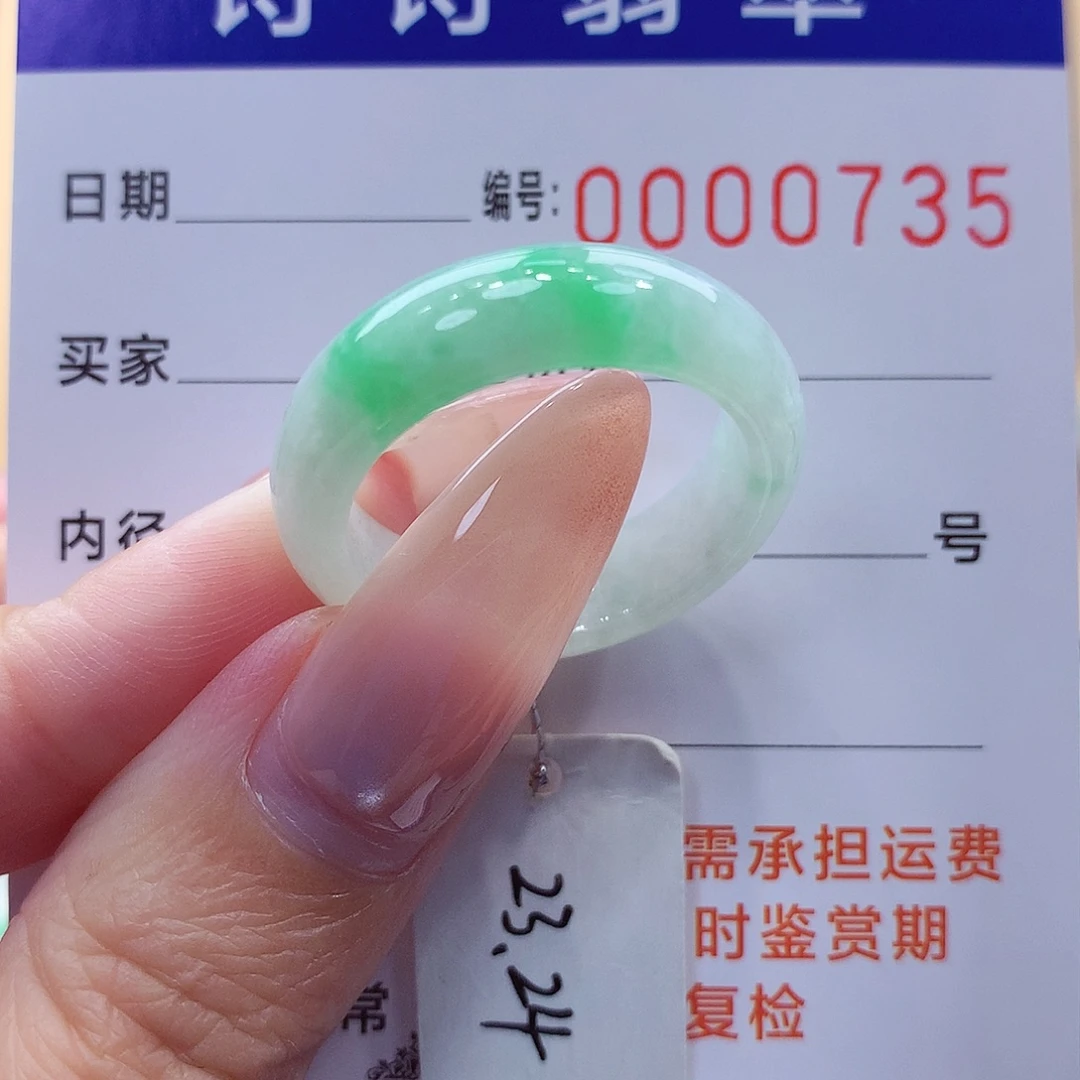 日期 编号: 0000735
买家
内径 号
需承担运费
时鉴赏期
复检
常
23.24